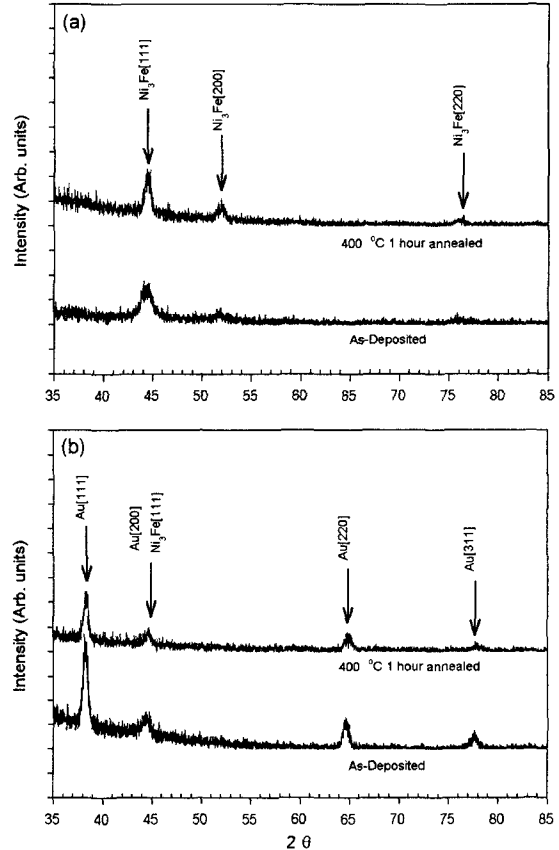 (a)
Intensity (Arb. units)
Ni₃Fe[111]
Ni₃Fe[200]
Ni₃Fe[220]
400 °C 1 hour annealed
As-Deposited
35 40 45 50 55 60 65 70 75 80 85
(b)
Intensity (Arb. units)
Au[111]
Au[200]
Ni₃Fe[111]
Au[220]
Au[311]
400 °C 1 hour annealed
As-Deposited
35 40 45 50 55 60 65 70 75 80 85
2 θ